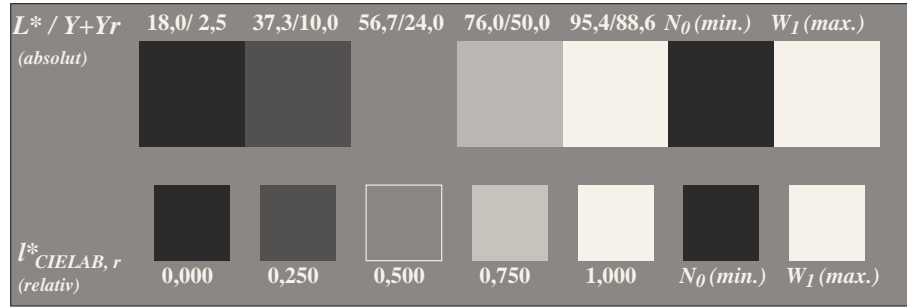 L* / Y+Yr 18,0/ 2,5 37,3/10,0 56,7/24,0 76,0/50,0 95,4/88,6 N0 (min.) W1 (max.)
(absolut)
l*CIELAB, r
0,000 0,250 0,500 0,750 1,000 N0 (min.) W1 (max.)
(relativ)